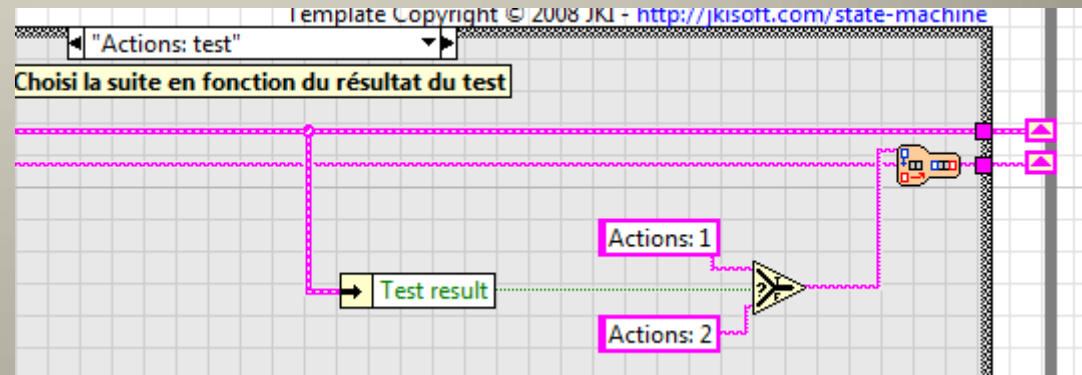 Template Copyright © 2008 JKI - http://jkisoft.com/state-machine
"Actions: test"
Choisi la suite en fonction du résultat du test
Actions: 1
Test result
?
T
F
Actions: 2